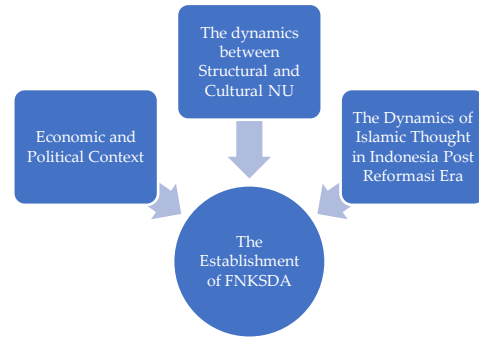 The dynamics
between
Structural and
Cultural NU
Economic and
Political Context
The Dynamics of
Islamic Thought
in Indonesia Post
Reformasi Era
The
Establishment
of FNKSDA